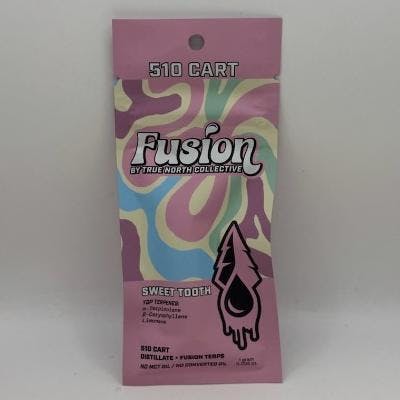 510 CART
Fusion
BY TRUE NORTH COLLECTIVE
SWEET TOOTH
TOP TERPENES
α-Terpinolene
β-Caryophyllene
Limonene
510 CART
DISTILLATE + FUSION TERPS
NO MCT OIL / NO CONVERTED OIL